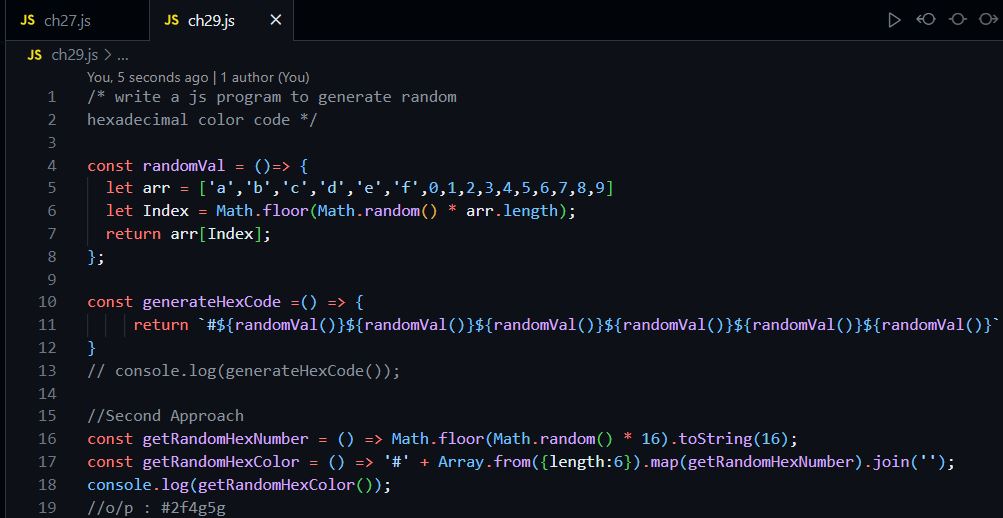 JS ch27.js JS ch29.js
JS ch29.js > ...
You, 5 seconds ago | 1 author (You)
1 /* write a js program to generate random
2 hexadecimal color code */
3
4 const randomVal = ()=> {
5 let arr = ['a','b','c','d','e','f',0,1,2,3,4,5,6,7,8,9]
6 let Index = Math.floor(Math.random() * arr.length);
7 return arr[Index];
8 };
9
10 const generateHexCode =() => {
11 return `#${randomVal()}${randomVal()}${randomVal()}${randomVal()}${randomVal()}${randomVal()}`
12 }
13 // console.log(generateHexCode());
14
15 //Second Approach
16 const getRandomHexNumber = () => Math.floor(Math.random() * 16).toString(16);
17 const getRandomHexColor = () => '#' + Array.from({length:6}).map(getRandomHexNumber).join('');
18 console.log(getRandomHexColor());
19 //o/p : #2f4g5g